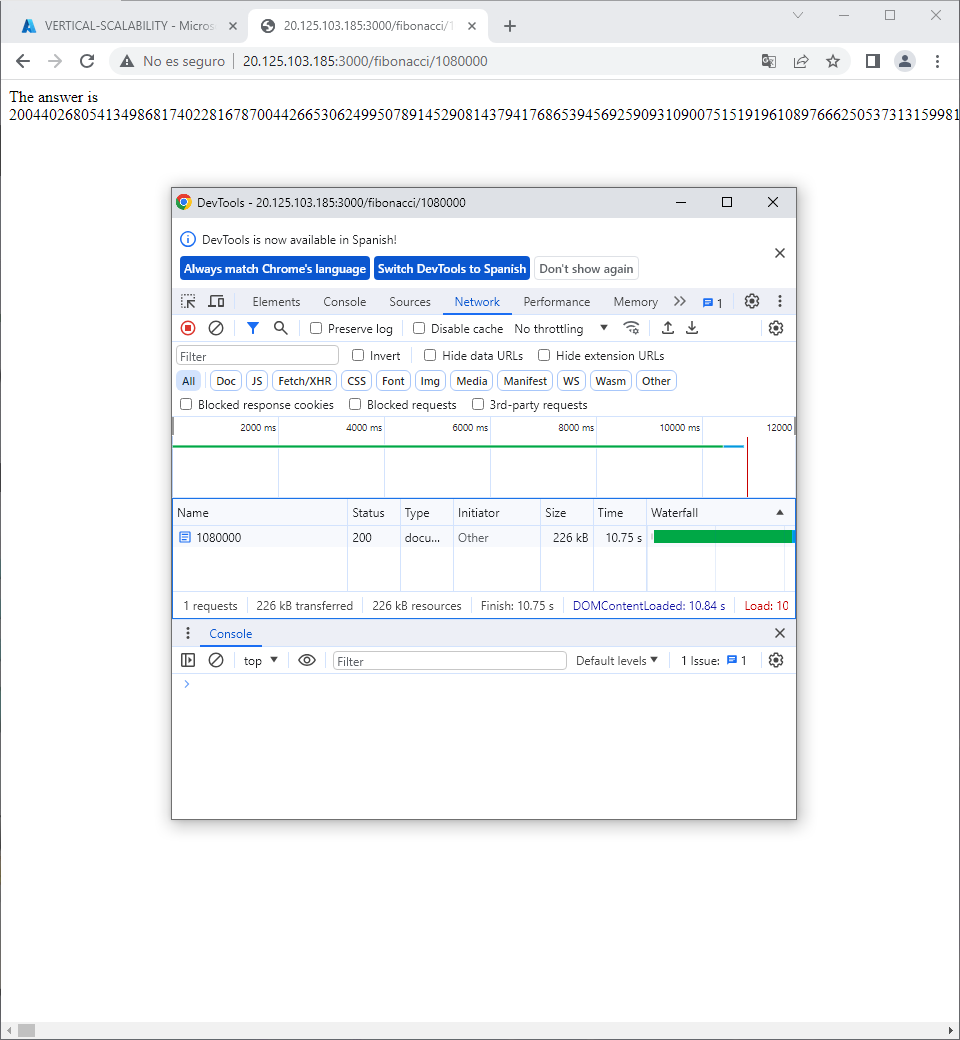 VERTICAL-SCALABILITY - Micros
20.125.103.185:3000/fibonacci/1
No es seguro
20.125.103.185:3000/fibonacci/1080000
The answer is
DevTools - 20.125.103.185:3000/fibonacci/1080000
DevTools is now available in Spanish!
Always match Chrome's language Switch DevTools to Spanish Don't show again
Elements Console Sources Network Performance Memory 1
Preserve log Disable cache No throttling
Filter Invert Hide data URLs Hide extension URLs
All Doc JS Fetch/XHR CSS Font Img Media Manifest WS Wasm Other
Blocked response cookies Blocked requests 3rd-party requests
2000 ms 4000 ms 6000 ms 8000 ms 10000 ms 12000
Name Status Type Initiator Size Time Waterfall
1080000 200 docu... Other 226 kB 10.75 s
1 requests 226 kB transferred 226 kB resources Finish: 10.75 s DOMContentLoaded: 10.84 s Load: 10
Console
top Filter Default levels 1 Issue: 1